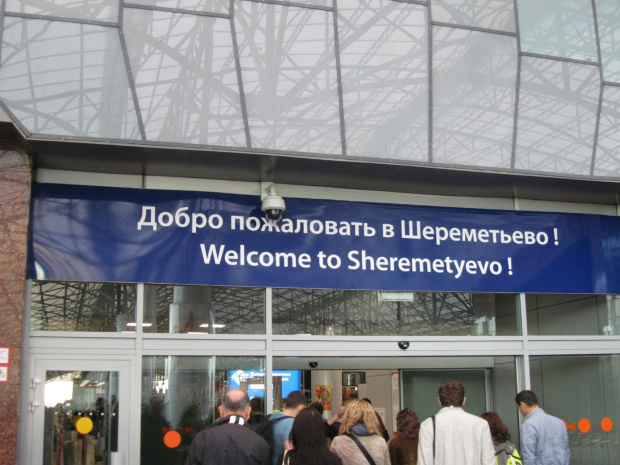 Добро пожаловать в Шереметьево !
Welcome to Sheremetyevo !